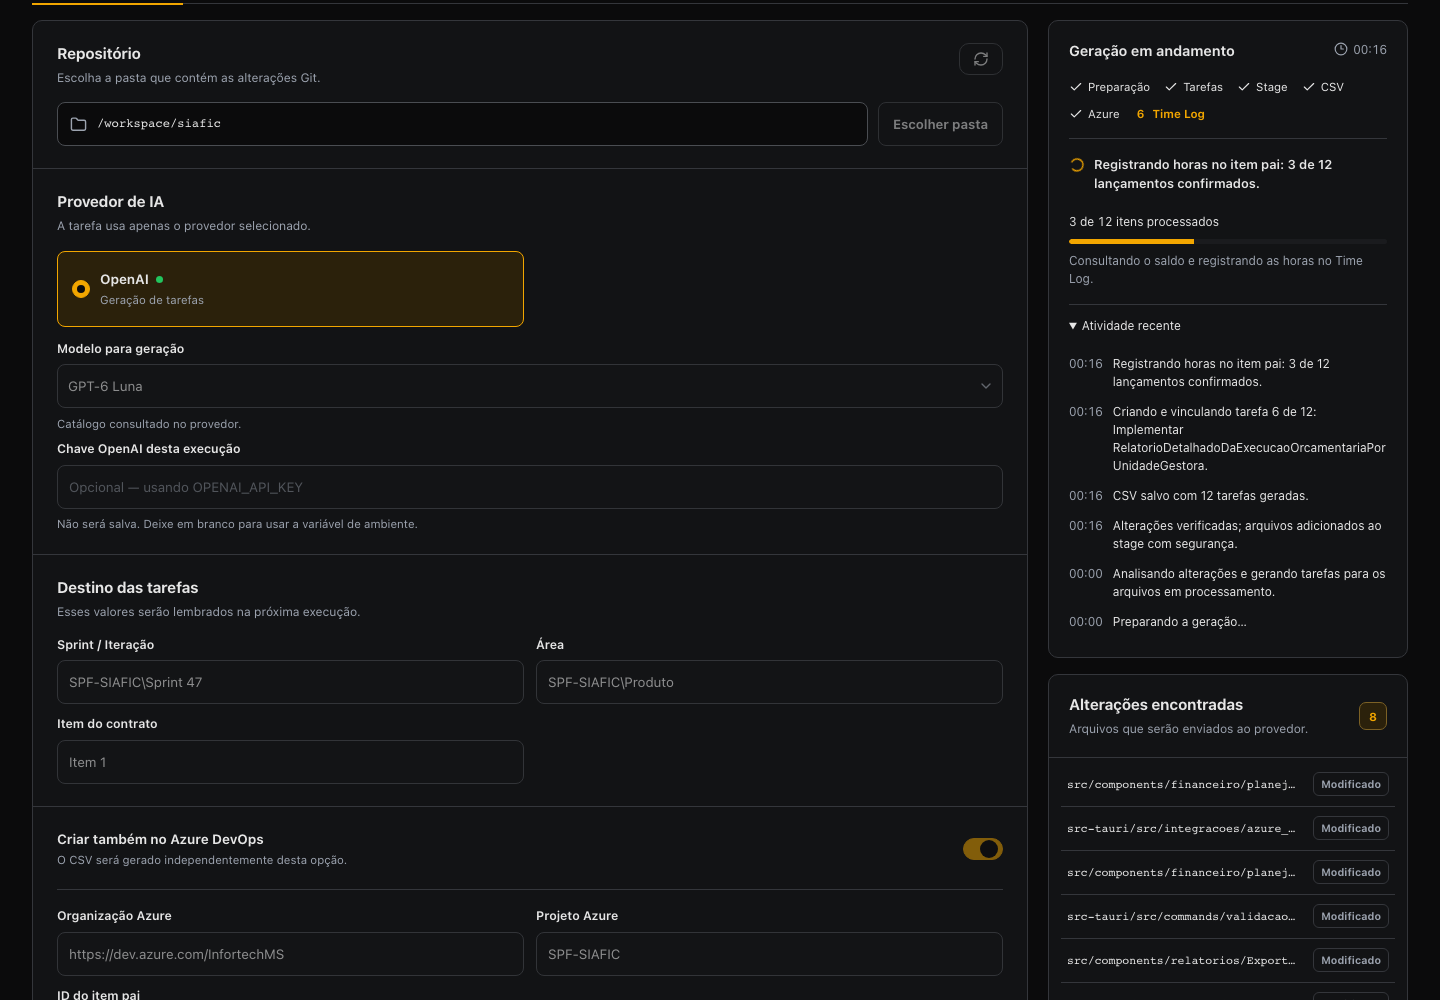 Repositório
Escolha a pasta que contém as alterações Git.
/workspace/siafic
Escolher pasta
Provedor de IA
A tarefa usa apenas o provedor selecionado.
OpenAI
Geração de tarefas
Modelo para geração
GPT-6 Luna
Catálogo consultado no provedor.
Chave OpenAI desta execução
Opcional — usando OPENAI_API_KEY
Não será salva. Deixe em branco para usar a variável de ambiente.
Destino das tarefas
Esses valores serão lembrados na próxima execução.
Sprint / Iteração
SPF-SIAFIC\Sprint 47
Área
SPF-SIAFIC\Produto
Item do contrato
Item 1
Criar também no Azure DevOps
O CSV será gerado independentemente desta opção.
Organização Azure
https://dev.azure.com/InfortechMS
Projeto Azure
SPF-SIAFIC
ID do item pai
Geração em andamento
00:16
Preparação Tarefas Stage CSV
Azure 6 Time Log
Registrando horas no item pai: 3 de 12
lançamentos confirmados.
3 de 12 itens processados
Consultando o saldo e registrando as horas no Time
Log.
Atividade recente
00:16 Registrando horas no item pai: 3 de 12
lançamentos confirmados.
00:16 Criando e vinculando tarefa 6 de 12:
Implementar
RelatorioDetalhadoDaExecucaoOrcamentariaPor
UnidadeGestora.
00:16 CSV salvo com 12 tarefas geradas.
00:16 Alterações verificadas; arquivos adicionados ao
stage com segurança.
00:00 Analisando alterações e gerando tarefas para os
arquivos em processamento.
00:00 Preparando a geração…
Alterações encontradas
Arquivos que serão enviados ao provedor.
8
src/components/financeiro/planej… Modificado
src-tauri/src/integracoes/azure_… Modificado
src/components/financeiro/planej… Modificado
src-tauri/src/commands/validacao… Modificado
src/components/relatorios/Export… Modificado